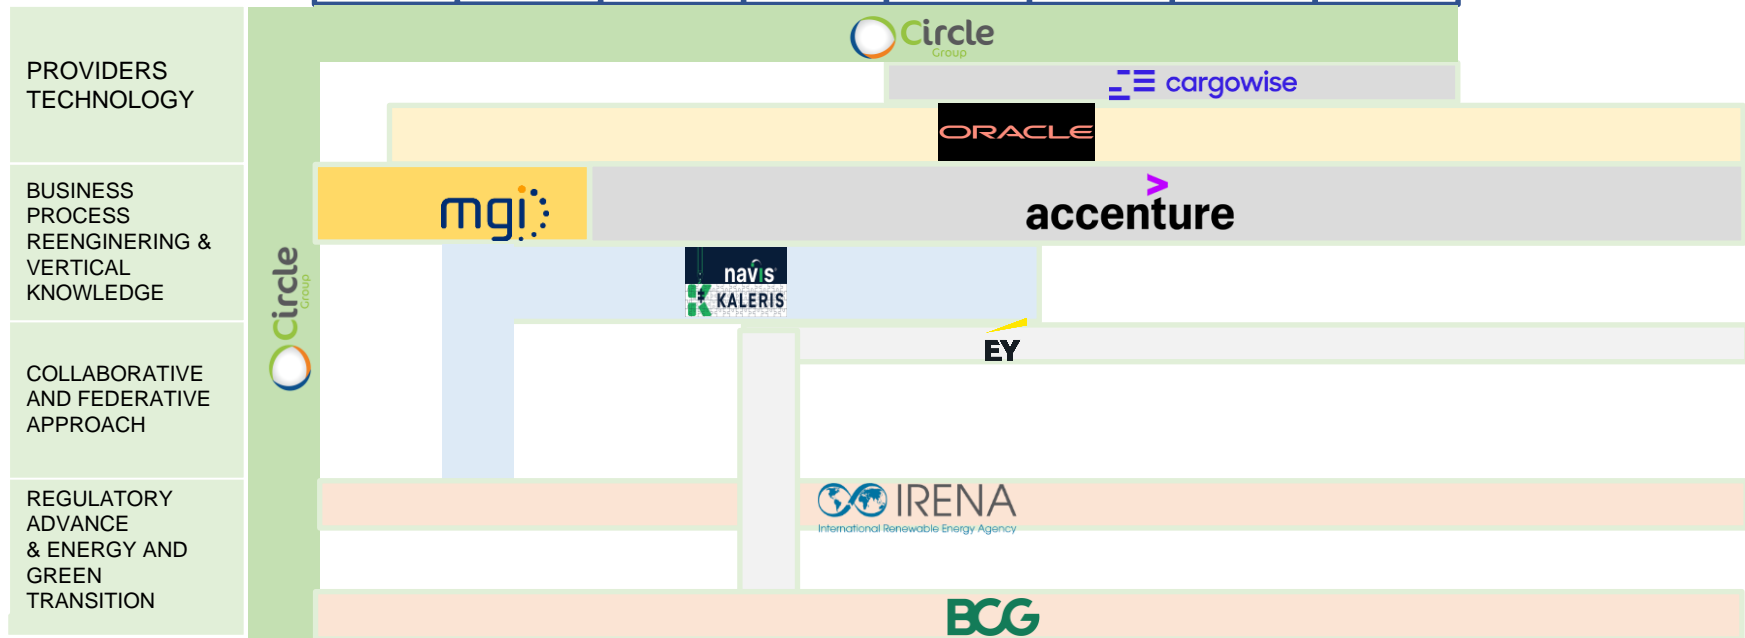 Circle
Group
PROVIDERS
TECHNOLOGY
cargowise
ORACLE
BUSINESS
PROCESS
REENGINERING &
VERTICAL
KNOWLEDGE
mgi
accenture
Circle
Group
navis
KALERIS
EY
COLLABORATIVE
AND FEDERATIVE
APPROACH
REGULATORY
ADVANCE
& ENERGY AND
GREEN
TRANSITION
IRENA
International Renewable Energy Agency
BCG